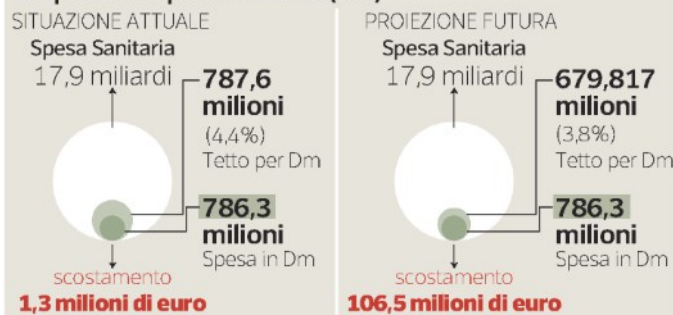 SITUAZIONE ATTUALE
Spesa Sanitaria
17,9 miliardi
787,6
milioni
(4,4%)
Tetto per Dm
786,3
milioni
Spesa in Dm
scostamento
1,3 milioni di euro
PROIEZIONE FUTURA
Spesa Sanitaria
17,9 miliardi
679,817
milioni
(3,8%)
Tetto per Dm
786,3
milioni
Spesa in Dm
scostamento
106,5 milioni di euro